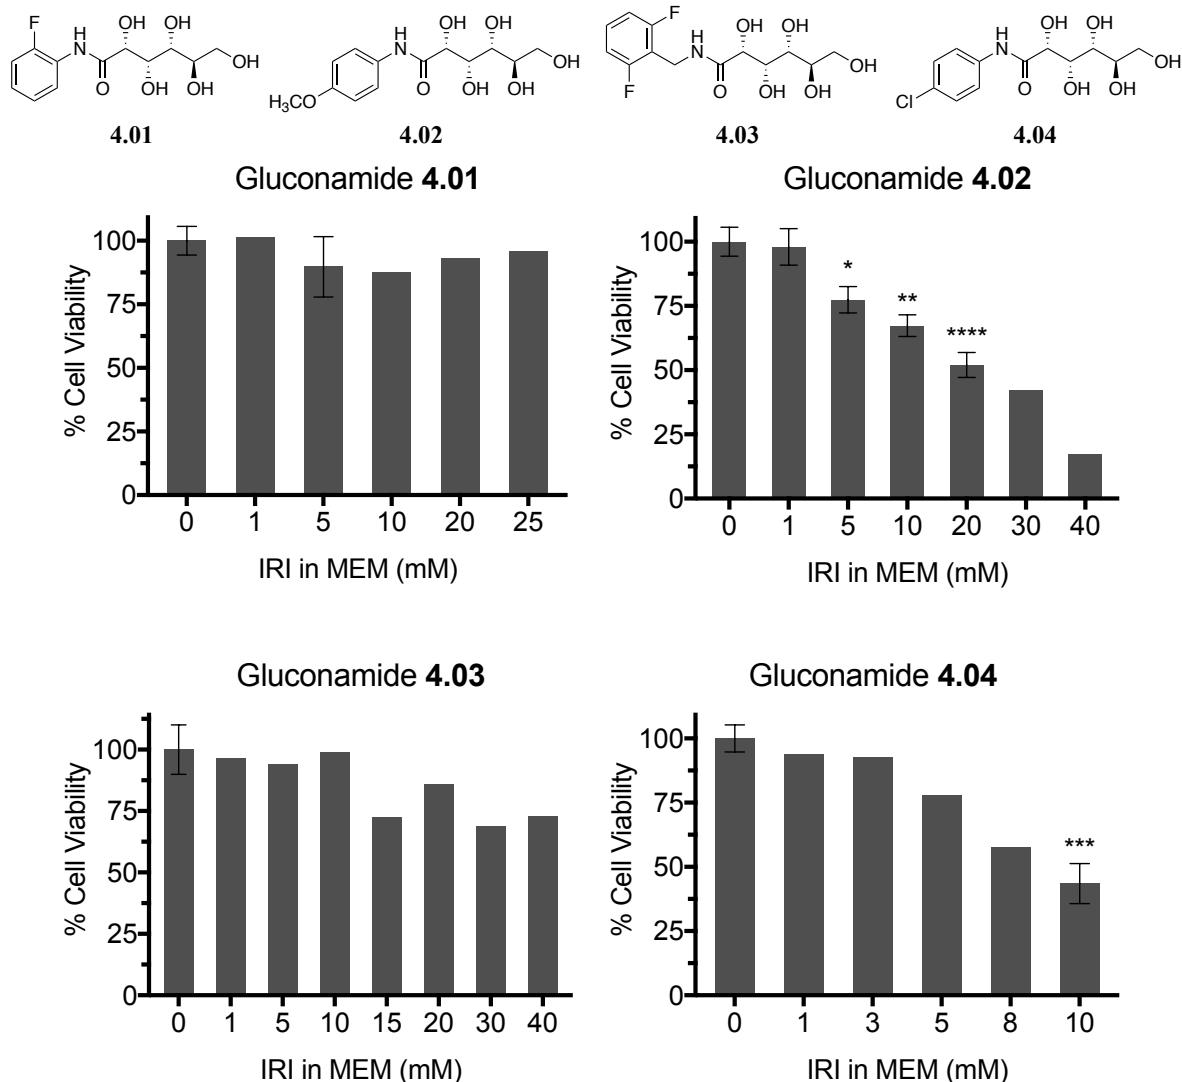 F
H
N
OH OH
OH
O
OH
OH
4.01
H
N
OH OH
OH
O
OH
OH
H₃CO
4.02
F
H
N
OH OH
OH
O
OH
OH
F
4.03
H
N
OH OH
OH
O
OH
OH
Cl
4.04
Gluconamide 4.01
% Cell Viability
100
75
50
25
0
0 1 5 10 20 25
IRI in MEM (mM)
Gluconamide 4.02
% Cell Viability
100
75
50
25
0
*
**
****
0 1 5 10 20 30 40
IRI in MEM (mM)
Gluconamide 4.03
% Cell Viability
100
75
50
25
0
0 1 5 10 15 20 30 40
IRI in MEM (mM)
Gluconamide 4.04
% Cell Viability
100
75
50
25
0
***
0 1 3 5 8 10
IRI in MEM (mM)